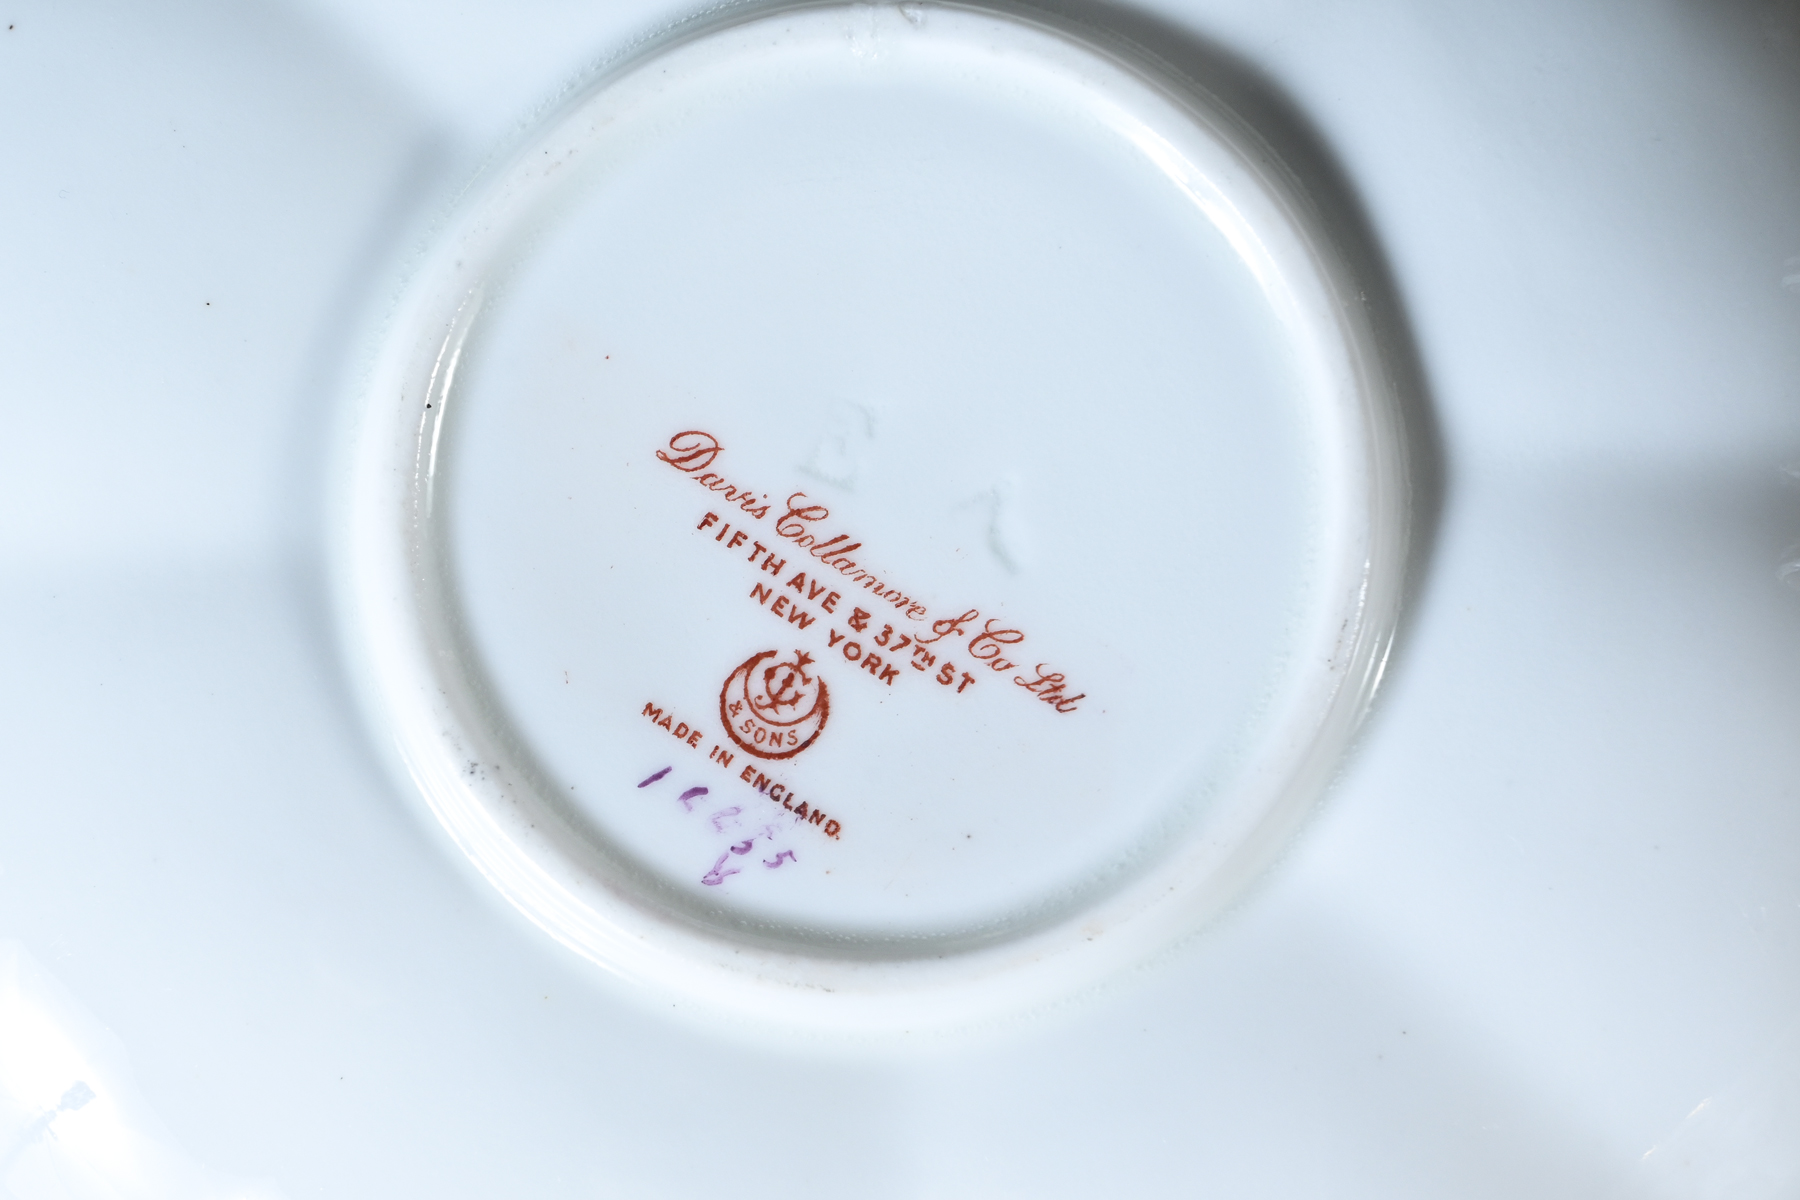 Davis Collamore & Co Ltd
FIFTH AVE & 37TH ST
NEW YORK
& SONS
MADE IN ENGLAND.